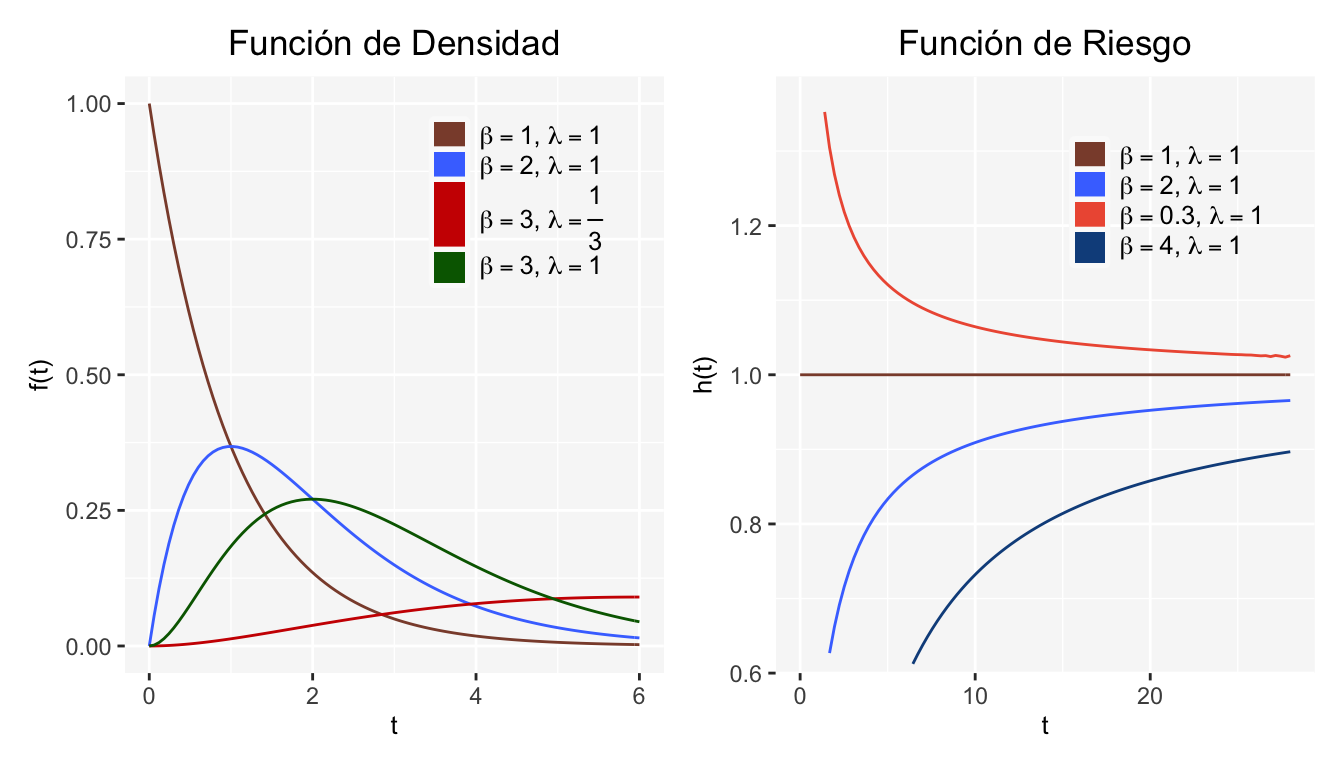 Función de Densidad
1.00
0.75
0.50
0.25
0.00
f(t)
0
2
4
6
t
β = 1, λ = 1
β = 2, λ = 1
β = 3, λ = 1/3
β = 3, λ = 1
Función de Riesgo
1.2
1.0
0.8
0.6
h(t)
0
10
20
t
β = 1, λ = 1
β = 2, λ = 1
β = 0.3, λ = 1
β = 4, λ = 1